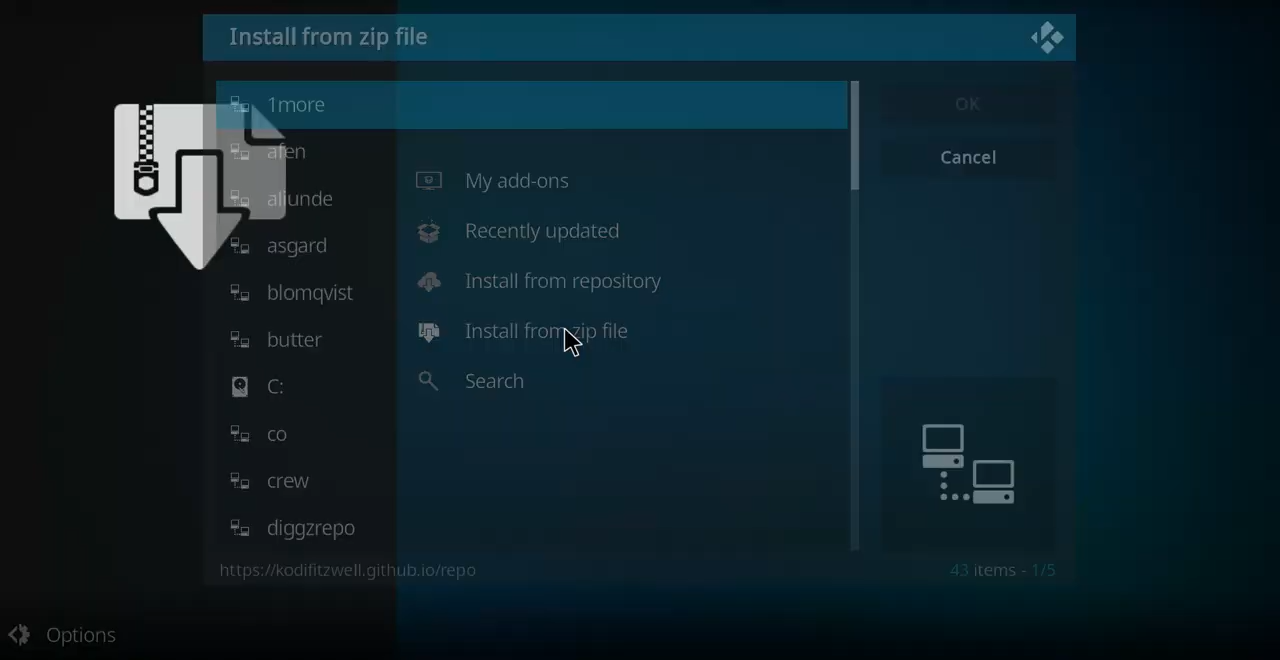 Install from zip file
1more
OK
afen
Cancel
My add-ons
aliunde
Recently updated
asgard
Install from repository
blomqvist
Install from zip file
butter
Search
C:
co
crew
diggzrepo
https://kodifitzwell.github.io/repo
43 items - 1/5
Options